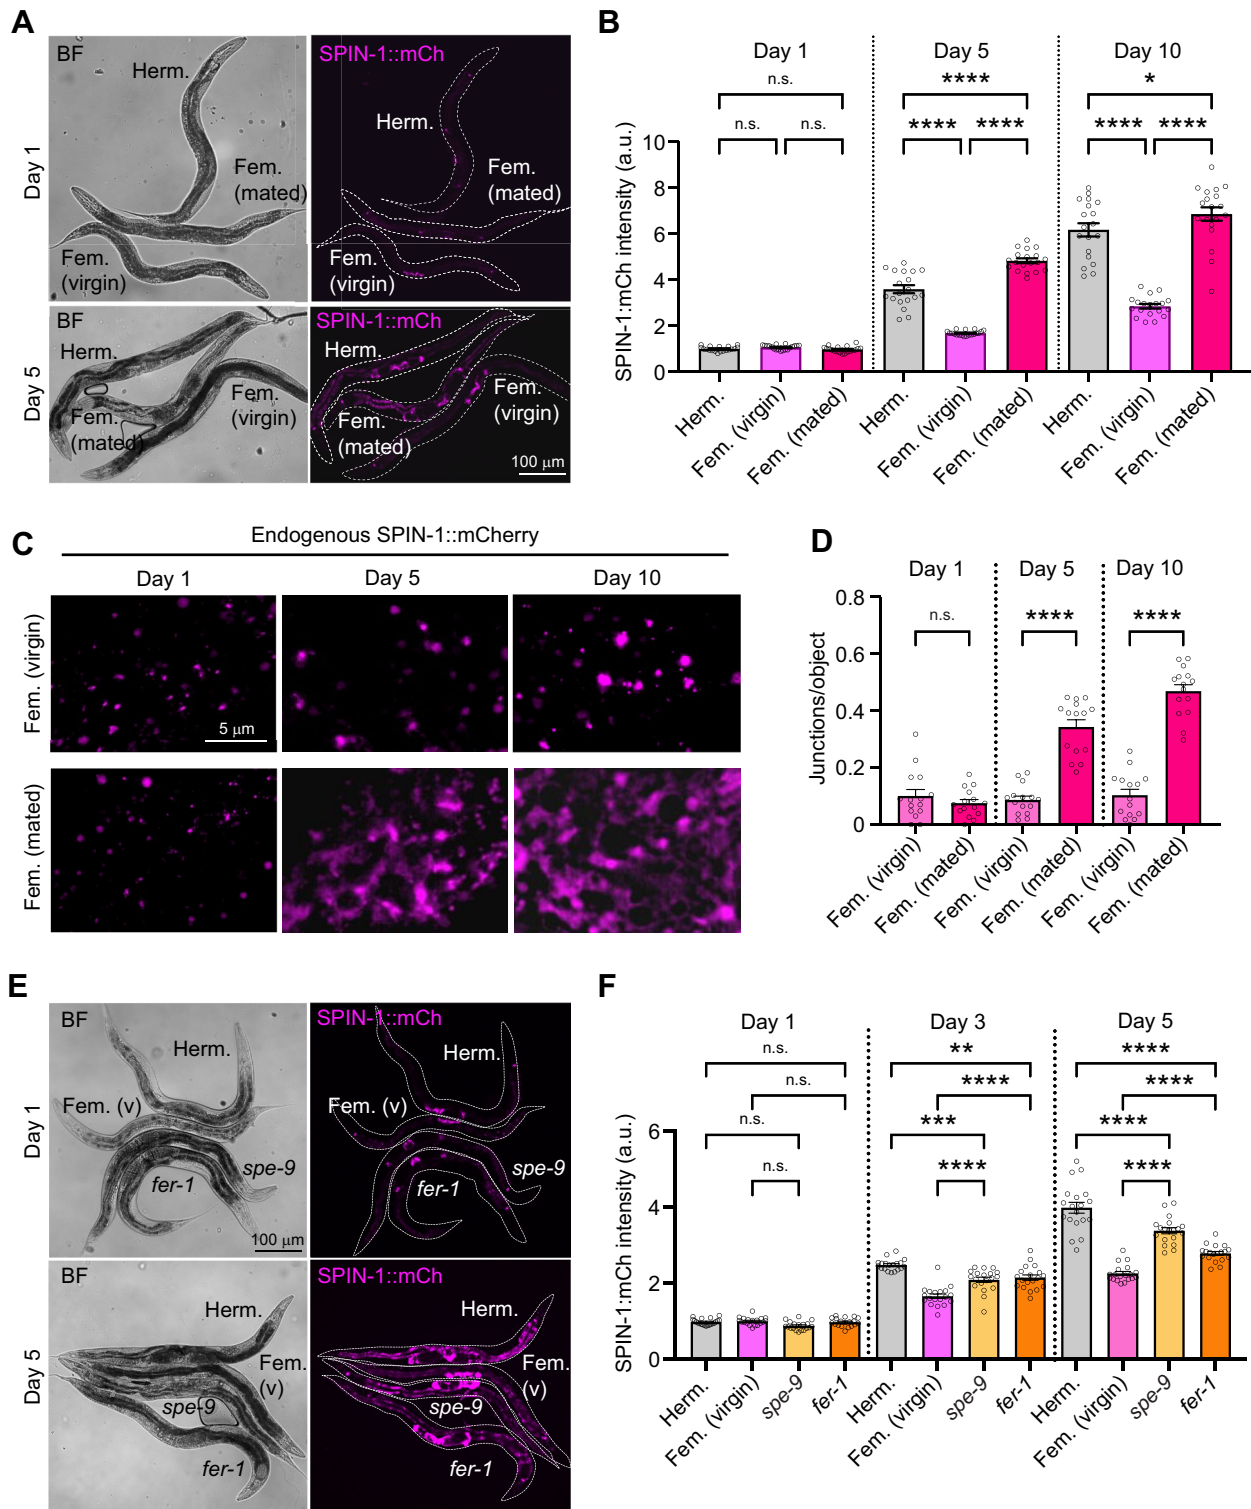 A
BF
SPIN-1::mCh
Herm.
Herm.
Fem.
(mated)
Fem.
(mated)
Fem.
(virgin)
Fem.
(virgin)
Day 1
BF
SPIN-1::mCh
Herm.
Herm.
Fem.
(virgin)
Fem.
(virgin)
Fem.
(mated)
Fem.
(mated)
100 µm
Day 5
B
Day 1
Day 5
Day 10
n.s.
****
*
n.s.
n.s.
****
****
****
****
SPIN-1:mCh intensity (a.u.)
10
8
6
4
2
0
Herm.
Fem. (virgin)
Fem. (mated)
Herm.
Fem. (virgin)
Fem. (mated)
Herm.
Fem. (virgin)
Fem. (mated)
C
Endogenous SPIN-1::mCherry
Day 1
Day 5
Day 10
Fem. (virgin)
5 µm
Fem. (mated)
D
Day 1
Day 5
Day 10
n.s.
****
****
Junctions/object
0.8
0.6
0.4
0.2
0
Fem. (virgin)
Fem. (mated)
Fem. (virgin)
Fem. (mated)
Fem. (virgin)
Fem. (mated)
E
BF
SPIN-1::mCh
Herm.
Herm.
Fem. (v)
Fem. (v)
spe-9
spe-9
fer-1
fer-1
100 µm
Day 1
BF
SPIN-1::mCh
Herm.
Herm.
Fem.
(v)
Fem.
(v)
spe-9
spe-9
fer-1
fer-1
Day 5
F
Day 1
Day 3
Day 5
n.s.
**
****
n.s.
****
****
n.s.
***
****
n.s.
****
****
SPIN-1:mCh intensity (a.u.)
6
4
2
0
Herm.
Fem. (virgin)
spe-9
fer-1
Herm.
Fem. (virgin)
spe-9
fer-1
Herm.
Fem. (virgin)
spe-9
fer-1